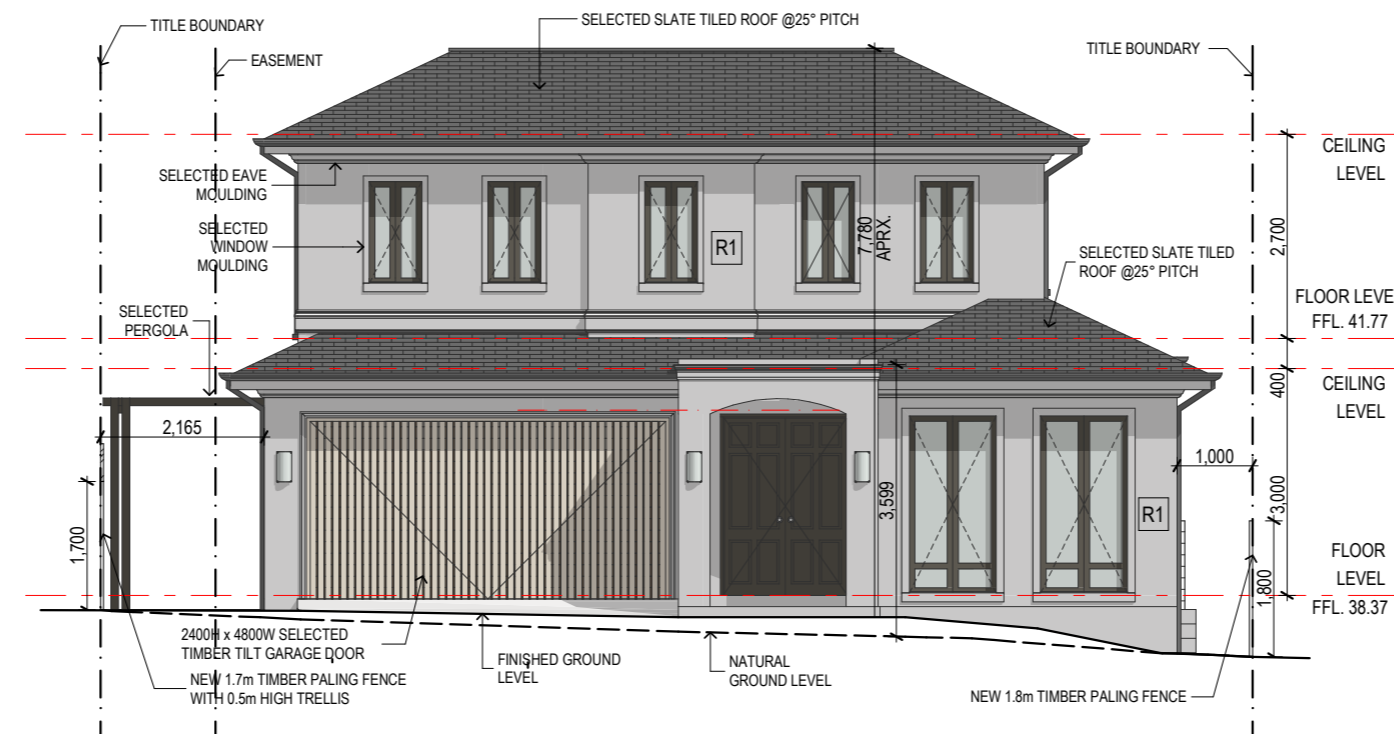 TITLE BOUNDARY
EASEMENT
SELECTED SLATE TILED ROOF @25° PITCH
TITLE BOUNDARY
CEILING
LEVEL
SELECTED EAVE
MOULDING
SELECTED
WINDOW
MOULDING
R1
7,780
APRX.
2,700
SELECTED SLATE TILED
ROOF @25° PITCH
FLOOR LEVE
FFL. 41.77
SELECTED
PERGOLA
400
CEILING
LEVEL
2,165
1,000
3,599
3,000
R1
1,700
1,800
FLOOR
LEVEL
FFL. 38.37
2400H x 4800W SELECTED
TIMBER TILT GARAGE DOOR
FINISHED GROUND
LEVEL
NATURAL
GROUND LEVEL
NEW 1.7m TIMBER PALING FENCE
WITH 0.5m HIGH TRELLIS
NEW 1.8m TIMBER PALING FENCE